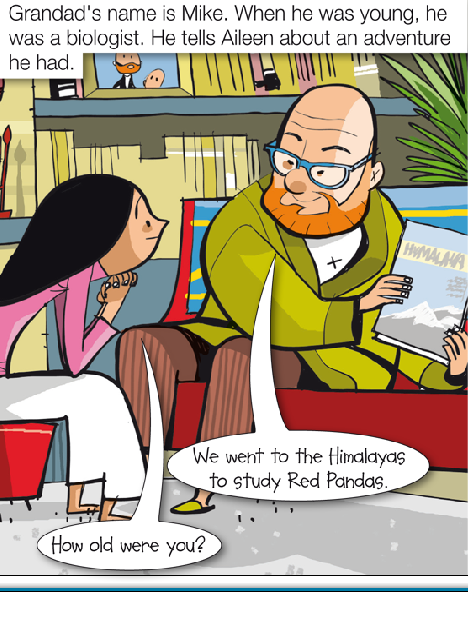 Grandad's name is Mike. When he was young, he
was a biologist. He tells Aileen about an adventure
he had.
HIMALAYA
We went to the Himalayas
to study Red Pandas.
How old were you?